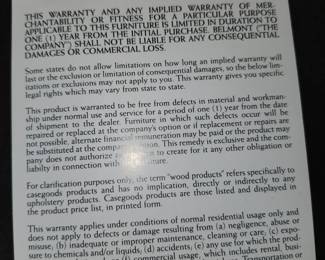 THIS WARRANTY AND ANY IMPLIED WARRANTY OF MER-
CHANTABILITY OR FITNESS FOR A PARTICULAR PURPOSE
APPLICABLE TO THIS FURNITURE IS LIMITED IN DURATION TO
ONE (1) YEAR FROM THE INITIAL PURCHASE. BELMONT ("THE
COMPANY") SHALL NOT BE LIABLE FOR ANY CONSEQUENTIAL
DAMAGES OR COMMERCIAL LOSS.
Some states do not allow limitations on how long an implied warranty will
last or the exclusion or limitation of consequential damages, so the below lim-
itations or exclusions may not apply to you. This warranty gives you specific
legal rights which may vary from state to state.
This product is warranted to be free from defects in material and workman-
ship under normal use and service for a period of one (1) year from the date
of shipment to the dealer. Furniture in which such defects occur will be
repaired or replaced at the company's option or if replacement or repairs are
not possible, alternate financial remuneration may be paid or the product may
be substituted at the company option. This remedy is exclusive and the com-
pany does not authorize to create for it any other obligation or
liability in connection with
For clarification purposes only, the term "wood products" refers specifically to
casegoods products and has no implication, directly or indirectly to any
upholstery products. Casegoods products are those listed and displayed in
the product price list, in printed form.
This warranty applies under conditions of normal residential usage only and
does not apply to defects or damage resulting from (a) negligence, abuse or
misuse, (b) inadequate or improper maintenance, cleaning or care, (c) expo-
sure to chemicals and/or liquids, (d) accidents, (e) any use for which the prod-
commercial usage, which includes rental, busi-
Transportation or